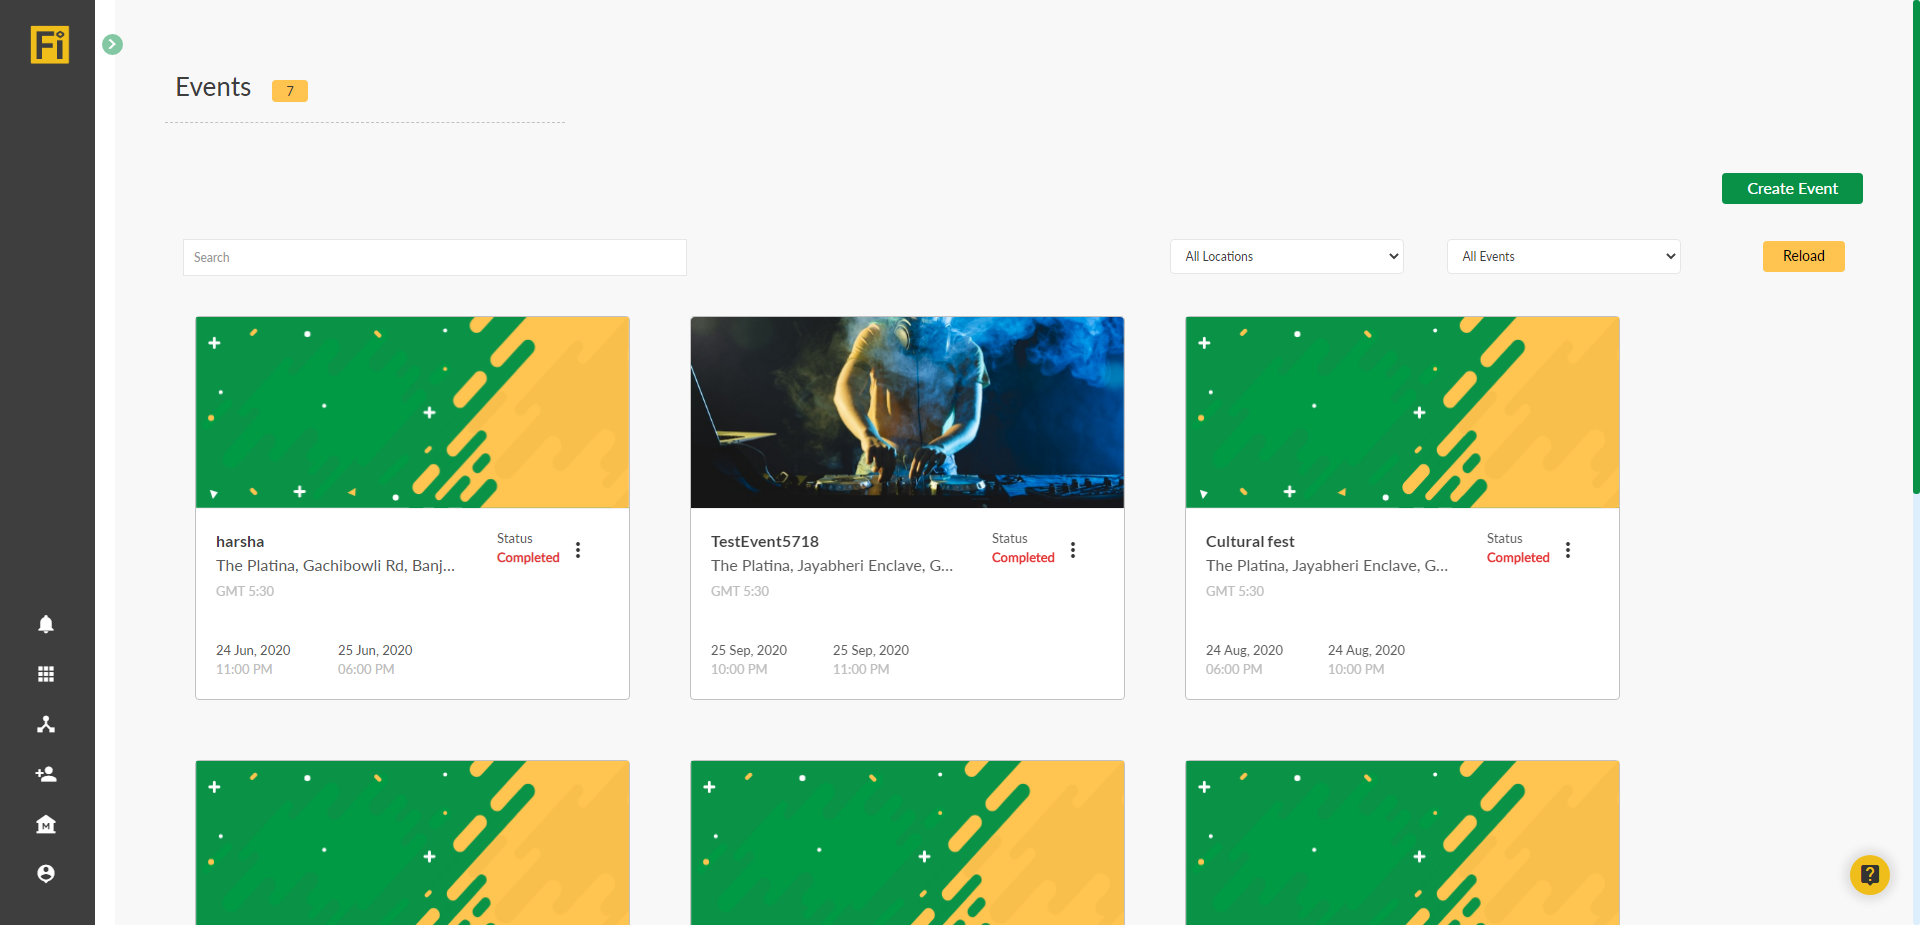 Fi
Events
7
Create Event
Search
All Locations
All Events
Reload
harsha
Status
Completed
The Platina, Gachibowli Rd, Banj...
GMT 5:30
24 Jun, 2020
25 Jun, 2020
11:00 PM
06:00 PM
TestEvent5718
Status
Completed
The Platina, Jayabheri Enclave, G...
GMT 5:30
25 Sep, 2020
25 Sep, 2020
10:00 PM
11:00 PM
Cultural fest
Status
Completed
The Platina, Jayabheri Enclave, G...
GMT 5:30
24 Aug, 2020
24 Aug, 2020
06:00 PM
10:00 PM
M
?